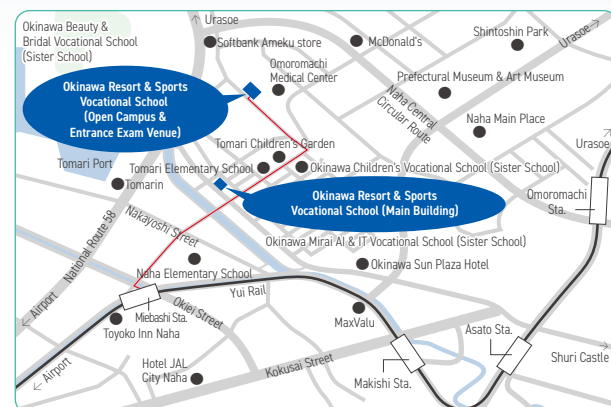 Okinawa Beauty &
Bridal Vocational School
(Sister School)
Urasoe
Softbank Ameku store
McDonald's
Shintoshin Park
Urasoe
Okinawa Resort & Sports
Vocational School
(Open Campus &
Entrance Exam Venue)
Omoromachi
Medical Center
Prefectural Museum & Art Museum
Naha Central
Circular Route
Naha Main Place
Urasoe
Tomari Port
Tomarin
Tomari Children's Garden
Tomari Elementary School
Okinawa Children's Vocational School (Sister School)
Okinawa Resort & Sports
Vocational School (Main Building)
Omoromachi
Sta.
National Route 58
Nakayoshi Street
Okinawa Mirai AI & IT Vocational School (Sister School)
Naha Elementary School
Okinawa Sun Plaza Hotel
Yui Rail
Airport
Miebashi Sta.
Okiei Street
Toyoko Inn Naha
MaxValu
Asato Sta.
Airport
Hotel JAL
City Naha
Kokusai Street
Makishi Sta.
Shuri Castle